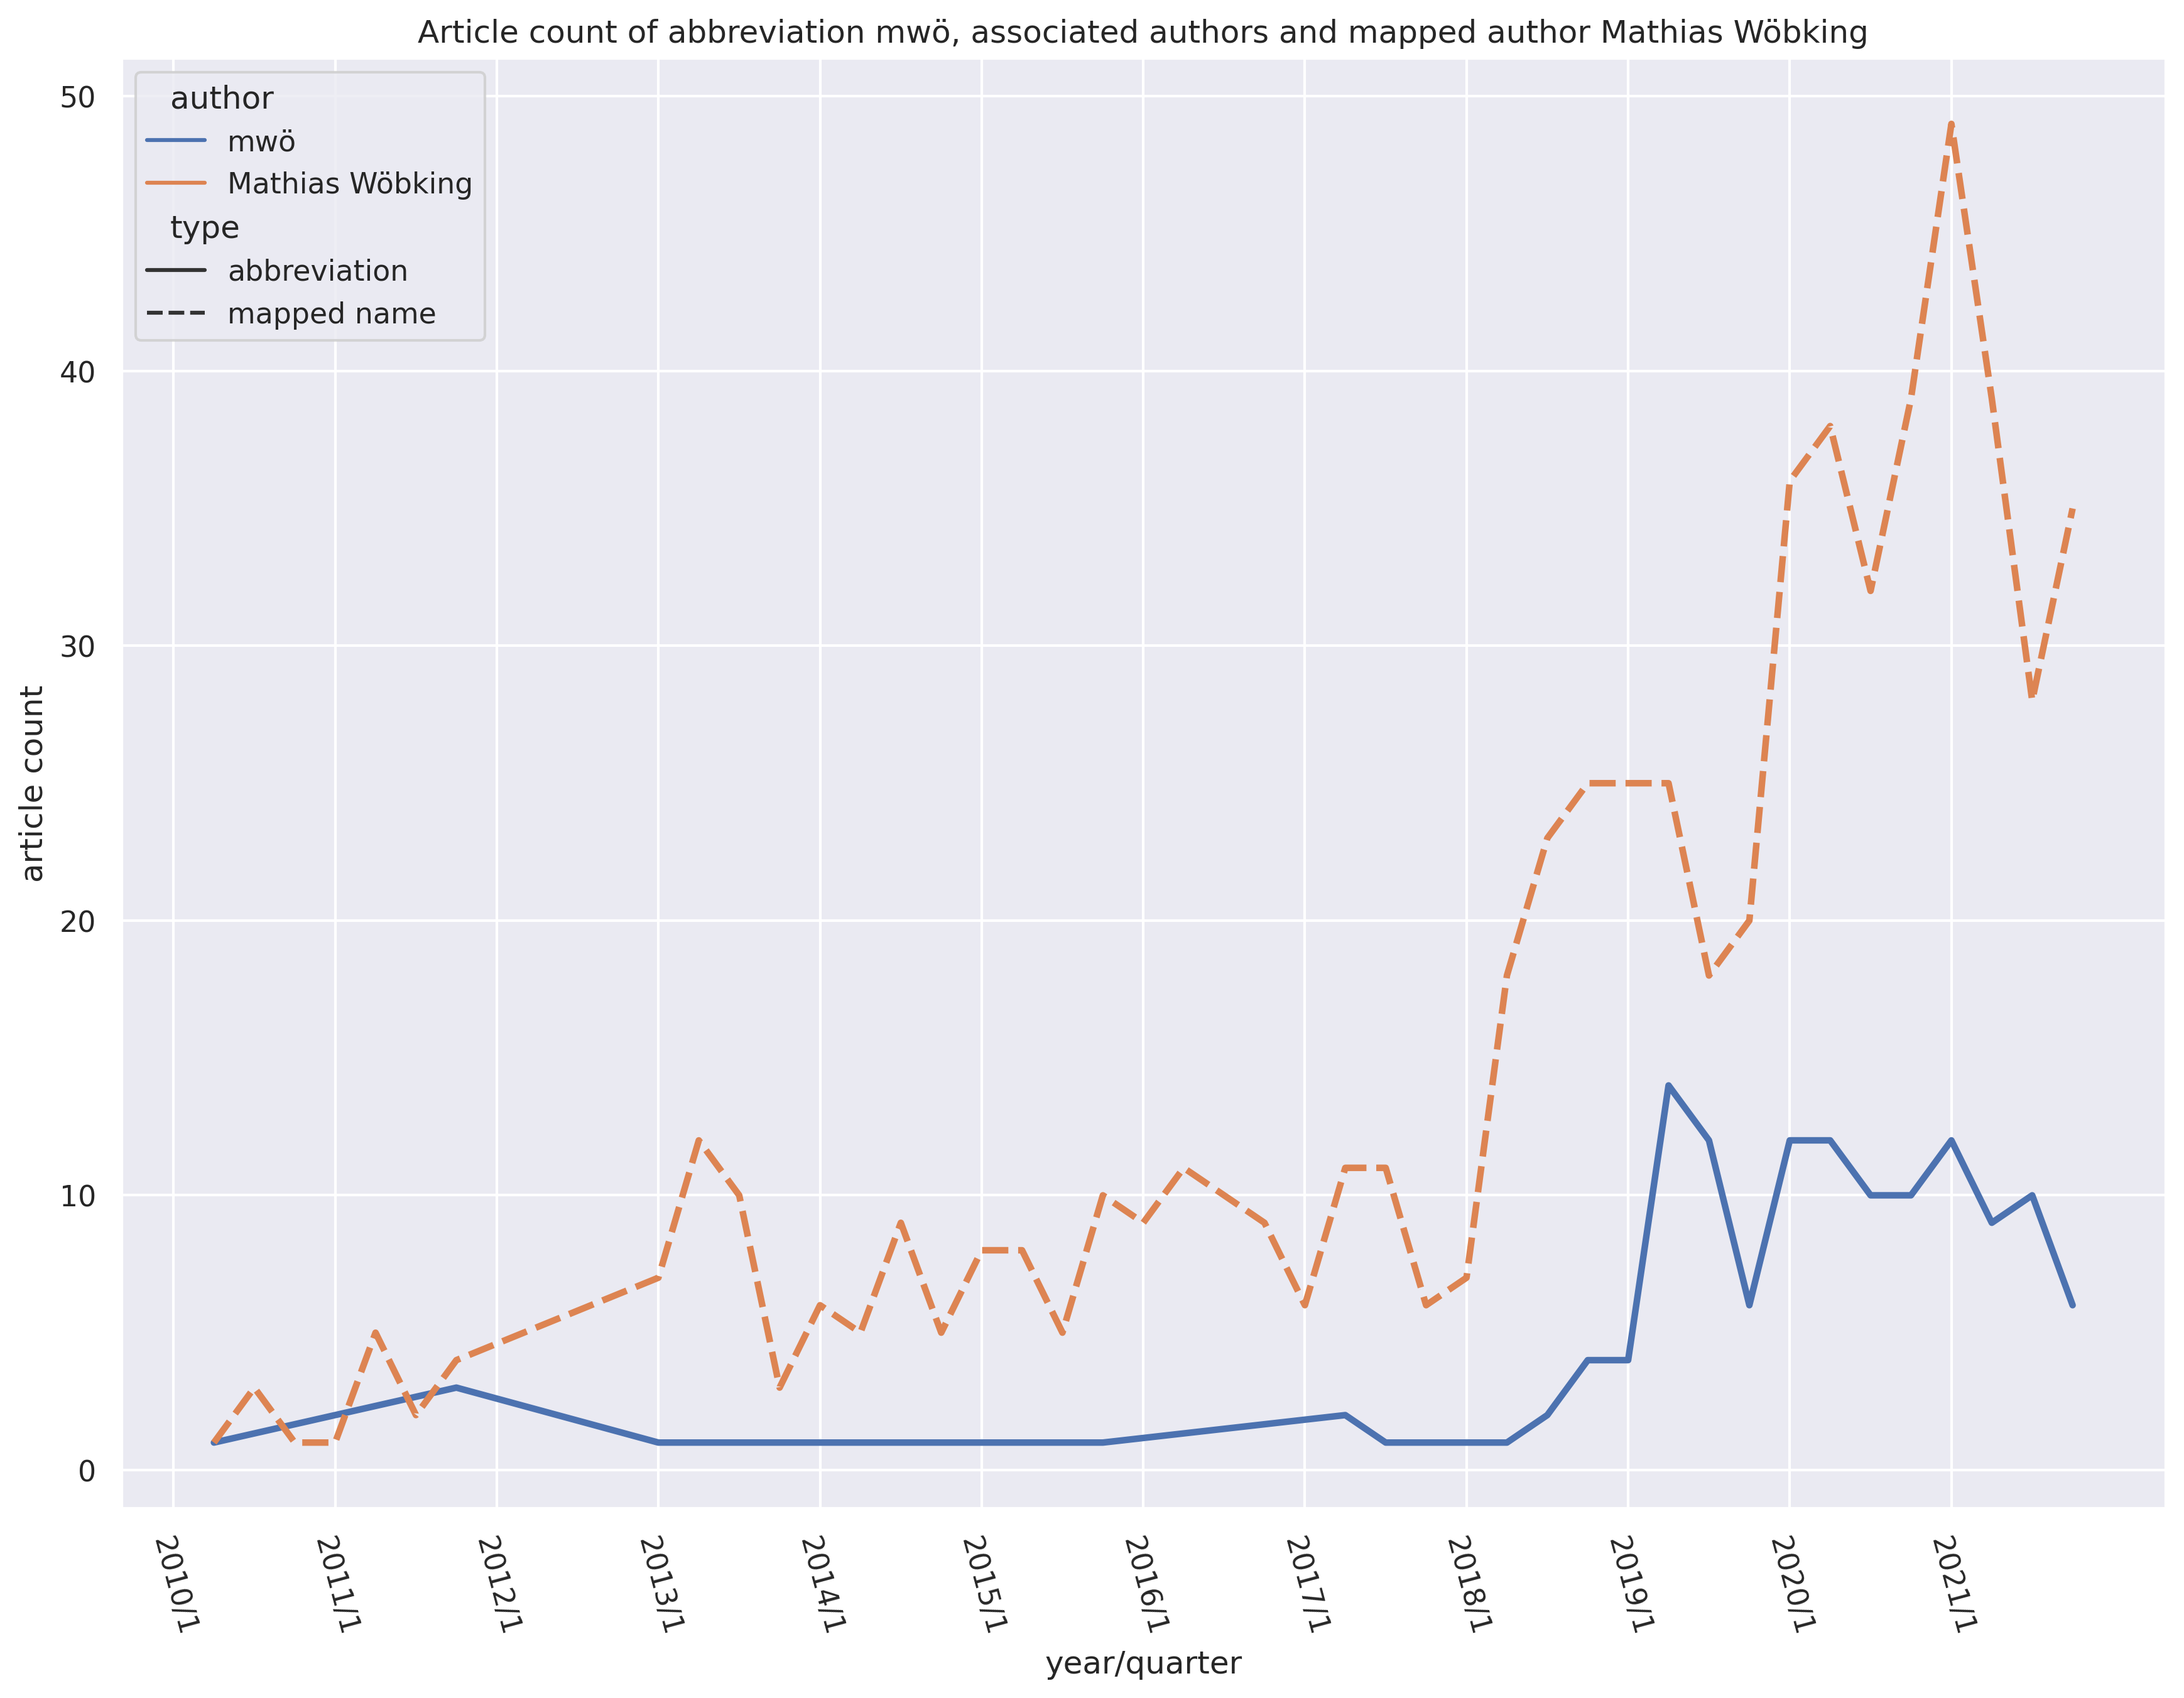 Article count of abbreviation mwö, associated authors and mapped author Mathias Wöbking
author
mwö
Mathias Wöbking
type
abbreviation
mapped name
article count
50
40
30
20
10
0
2010/1
2011/1
2012/1
2013/1
2014/1
2015/1
2016/1
2017/1
2018/1
2019/1
2020/1
2021/1
year/quarter